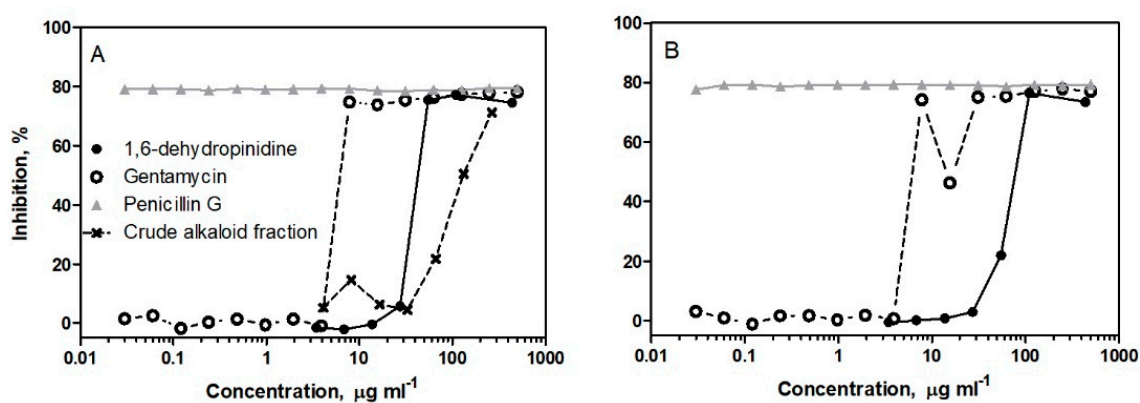 A
100
80
60
40
20
0
Inhibition, %
1,6-dehydropinidine
Gentamycin
Penicillin G
Crude alkaloid fraction
0.01 0.1 1 10 100 1000
Concentration, μg ml-1
B
100
80
60
40
20
0
0.01 0.1 1 10 100 1000
Concentration, μg ml-1